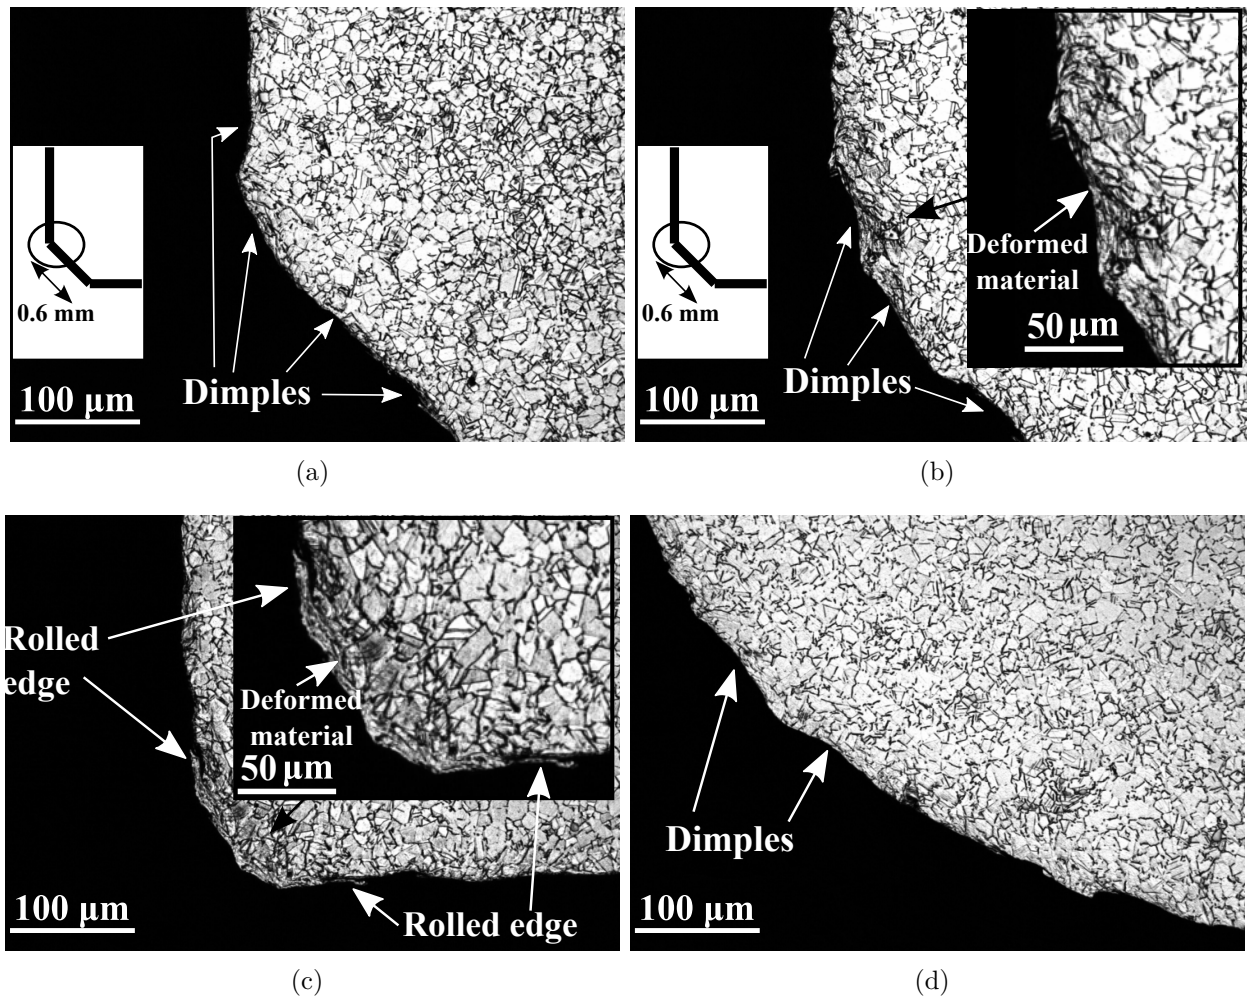 0.6 mm
100 µm
Dimples
(a)
0.6 mm
100 µm
Dimples
Deformed
material
50 µm
(b)
Rolled
edge
Deformed
material
50 µm
100 µm
Rolled edge
(c)
Dimples
100 µm
(d)